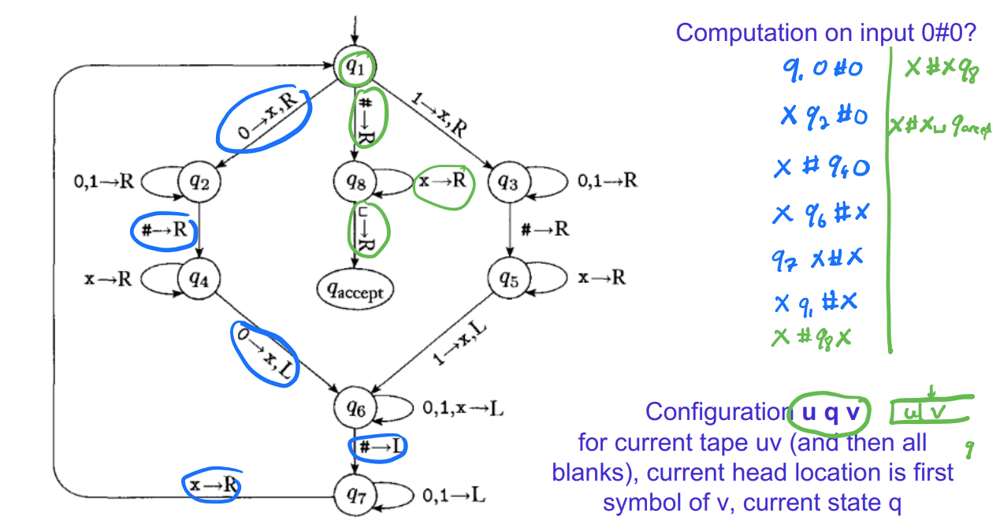 Computation on input 0#0?
q₁ 0#0
x q₂ #0
x # q₄ 0
x q₆ #x
q₇ x#x
x q₁ #x
x # q₈ x
x#x q₈
x#x␣ q accept
q₁
0→x,R
#→R
1→x,R
0,1→R
q₂
q₈
x→R
q₃
0,1→R
#→R
␣→R
#→R
x→R
q₄
q accept
q₅
x→R
0→x,L
1→x,L
q₆
0,1,x→L
#→L
x→R
q₇
0,1→L
Configuration u q v
u v
q
for current tape uv (and then all
blanks), current head location is first
symbol of v, current state q